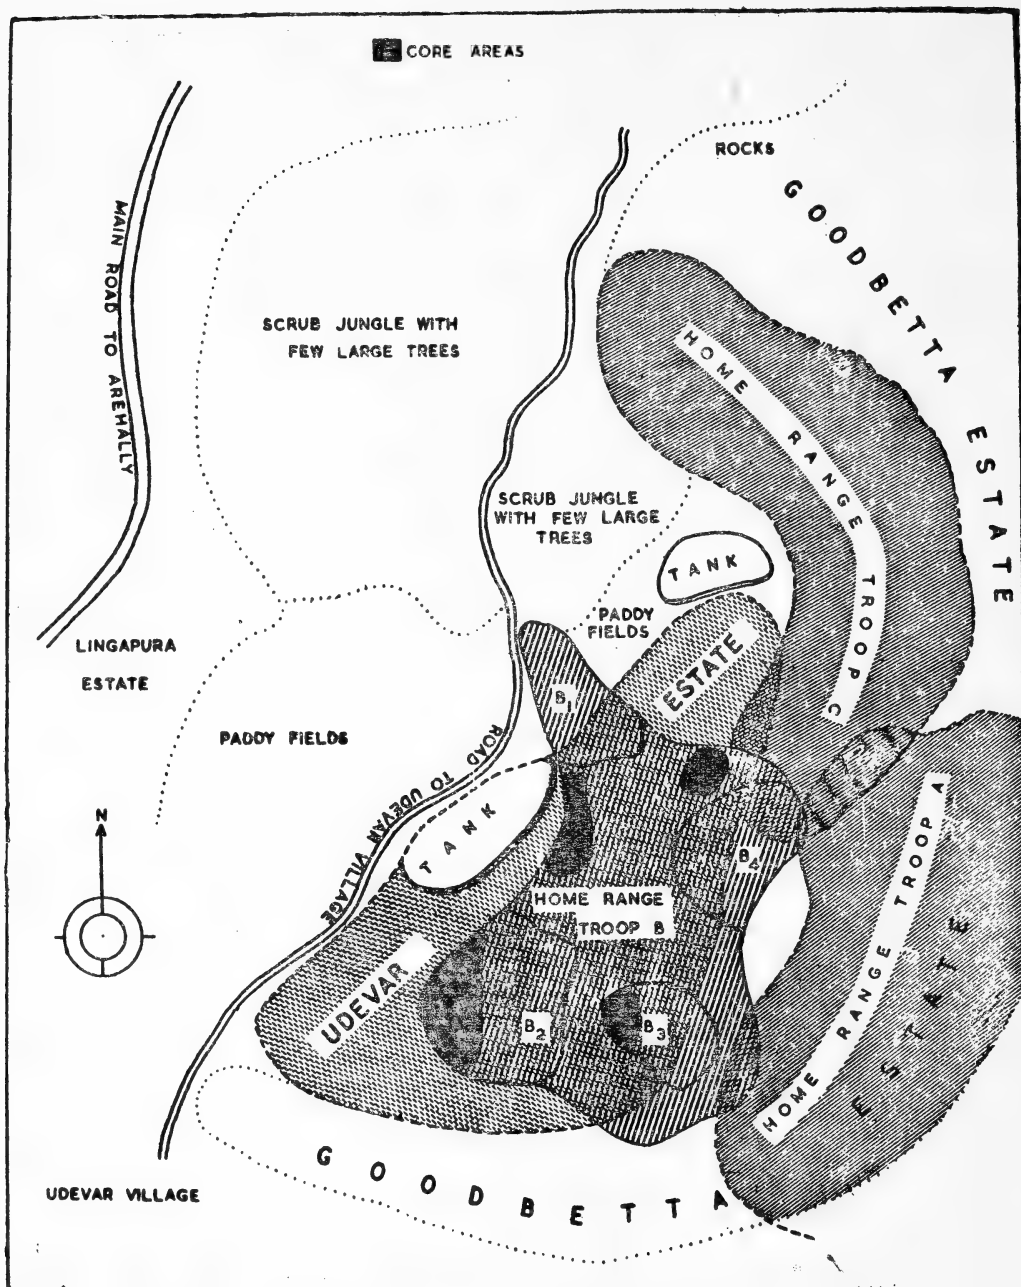 CORE AREAS
ROCKS
GOODBETTA ESTATE
MAIN ROAD TO AREHALLY
SCRUB JUNGLE WITH
FEW LARGE TREES
HOME RANGE TROOP C
SCRUB JUNGLE
WITH FEW LARGE
TREES
TANK
PADDY
FIELDS
LINGAPURA
ESTATE
ESTATE
B1
PADDY FIELDS
ROAD TO UDEVAR VILLAGE
TANK
HOME RANGE TROOP A
N
B4
HOME RANGE
TROOP B
UDEVAR
B2
B3
ESTATE
GOODBETTA
UDEVAR VILLAGE